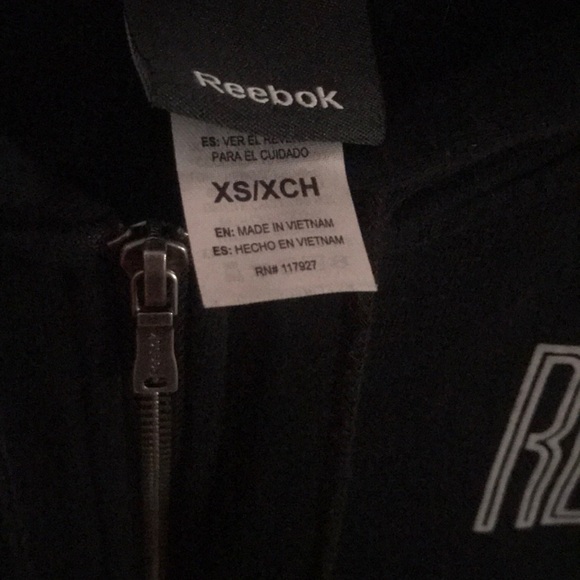 Reebok
ES: VER EL
PARA EL CUIDADO
XS/XCH
EN: MADE IN VIETNAM
ES: HECHO EN VIETNAM
RN# 117927